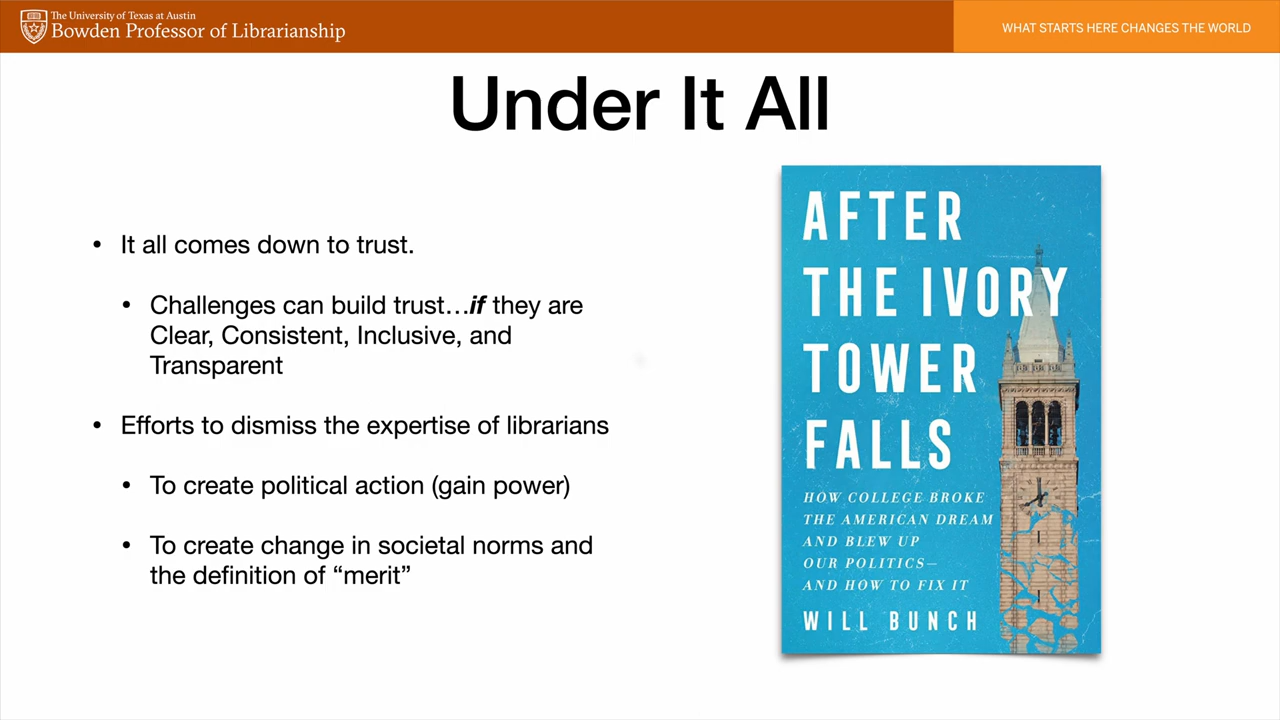 The University of Texas at Austin
Bowden Professor of Librarianship
WHAT STARTS HERE CHANGES THE WORLD
Under It All
• It all comes down to trust.
• Challenges can build trust…if they are
Clear, Consistent, Inclusive, and
Transparent
• Efforts to dismiss the expertise of librarians
• To create political action (gain power)
• To create change in societal norms and
the definition of “merit”
AFTER
THE IVORY
TOWER
FALLS
HOW COLLEGE BROKE
THE AMERICAN DREAM
AND BLEW UP
OUR POLITICS—
AND HOW TO FIX IT
WILL BUNCH